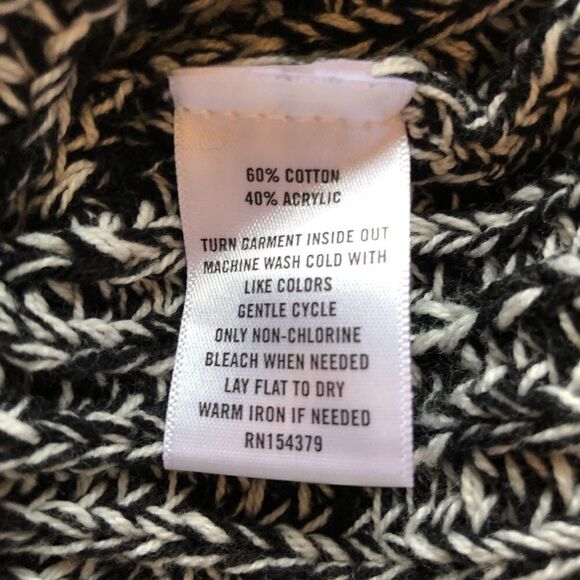 60% COTTON
40% ACRYLIC
TURN GARMENT INSIDE OUT
MACHINE WASH COLD WITH
LIKE COLORS
GENTLE CYCLE
ONLY NON-CHLORINE
BLEACH WHEN NEEDED
LAY FLAT TO DRY
WARM IRON IF NEEDED
RN154379